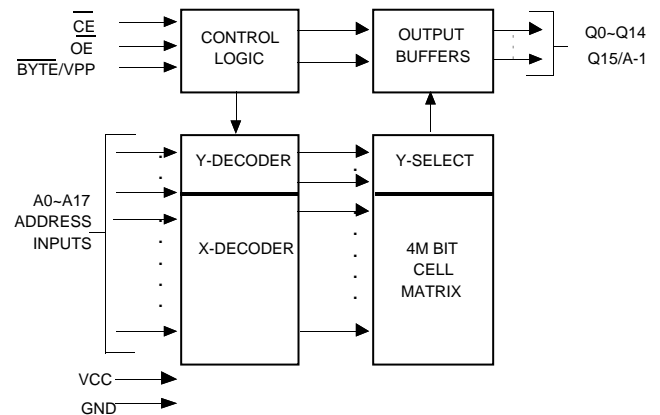 CE
OE
BYTE/VPP
CONTROL
LOGIC
OUTPUT
BUFFERS
Q0~Q14
Q15/A-1
A0~A17
ADDRESS
INPUTS
Y-DECODER
Y-SELECT
X-DECODER
4M BIT
CELL
MATRIX
VCC
GND